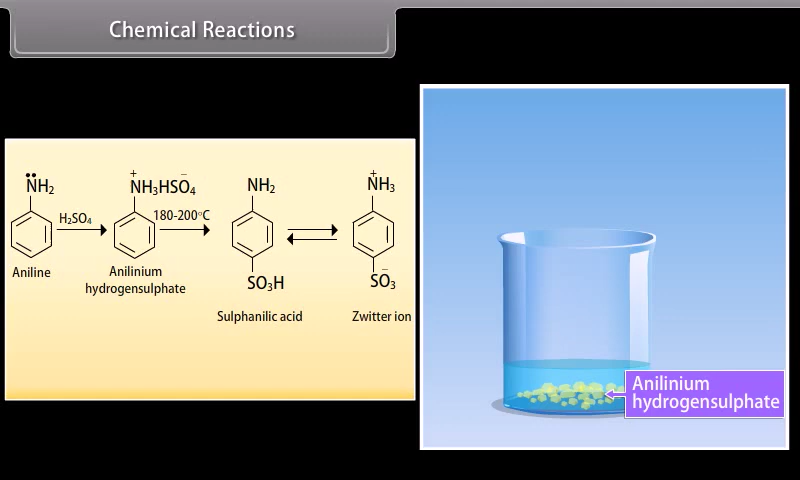 Chemical Reactions
N̈H₂
H₂SO₄
Aniline
⁺NH₃HSO₄⁻
180-200°C
Anilinium
hydrogensulphate
NH₂
SO₃H
Sulphanilic acid
⁺NH₃
SO₃⁻
Zwitter ion
Anilinium
hydrogensulphate